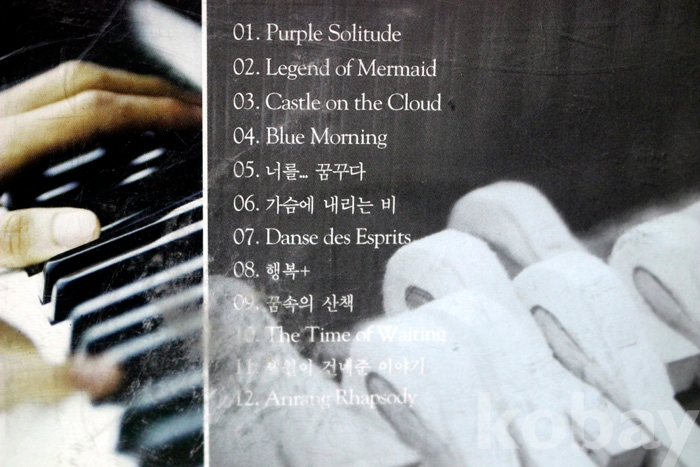 01. Purple Solitude
02. Legend of Mermaid
03. Castle on the Cloud
04. Blue Morning
05. 너를... 꿈꾸다
06. 가슴에 내리는 비
07. Danse des Esprits
08. 행복+
09. 꿈속의 산책
10. The Time of Waiting
11. 건네준 이야기
12. Arirang Rhapsody
kobay